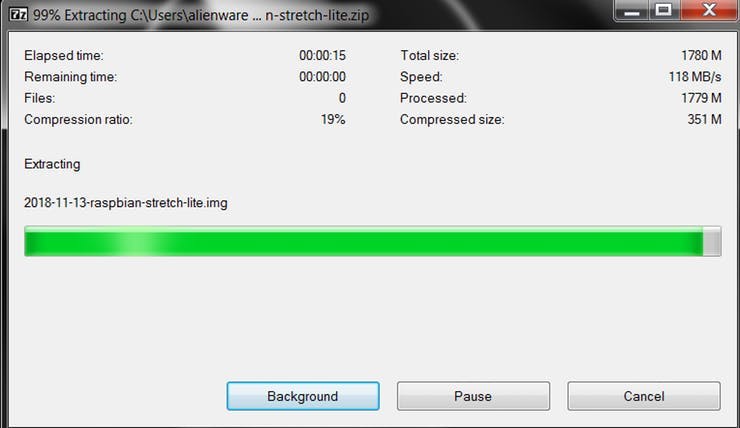 7z 99% Extracting C:\Users\alienware ... n-stretch-lite.zip
Elapsed time: 00:00:15 Total size: 1780 M
Remaining time: 00:00:00 Speed: 118 MB/s
Files: 0 Processed: 1779 M
Compression ratio: 19% Compressed size: 351 M
Extracting
2018-11-13-raspbian-stretch-lite.img
Background Pause Cancel